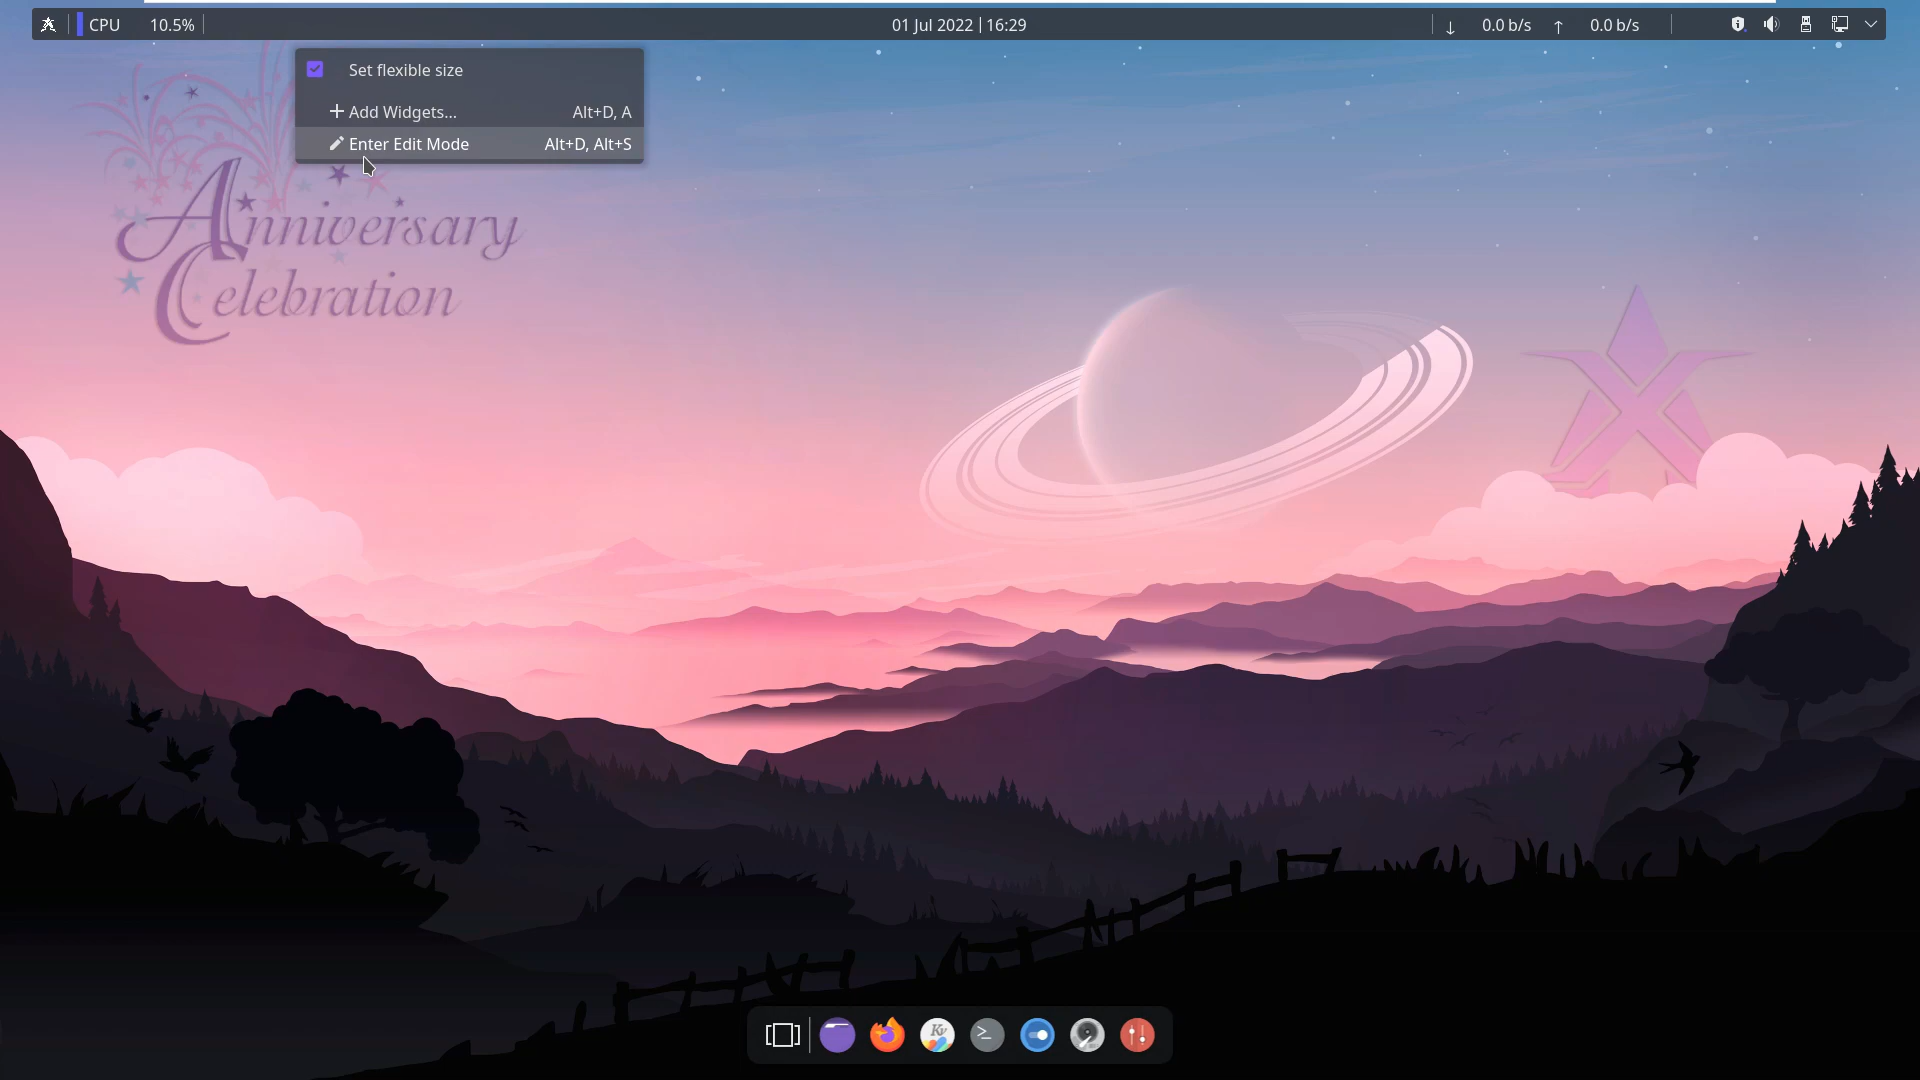 CPU 10.5% 01 Jul 2022 | 16:29 ↓ 0.0 b/s ↑ 0.0 b/s
Set flexible size
Add Widgets... Alt+D, A
Enter Edit Mode Alt+D, Alt+S
Anniversary
Celebration
Kv